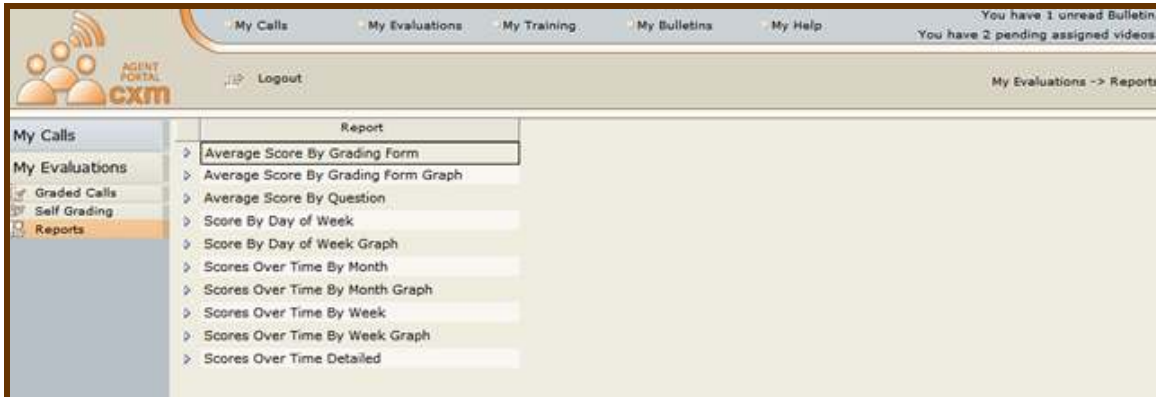 My Calls My Evaluations My Training My Bulletins My Help
You have 1 unread Bulletin
You have 2 pending assigned videos
AGENT
PORTAL
cxm
Logout
My Evaluations -> Reports
My Calls
My Evaluations
Graded Calls
Self Grading
Reports
Report
Average Score By Grading Form
Average Score By Grading Form Graph
Average Score By Question
Score By Day of Week
Score By Day of Week Graph
Scores Over Time By Month
Scores Over Time By Month Graph
Scores Over Time By Week
Scores Over Time By Week Graph
Scores Over Time Detailed